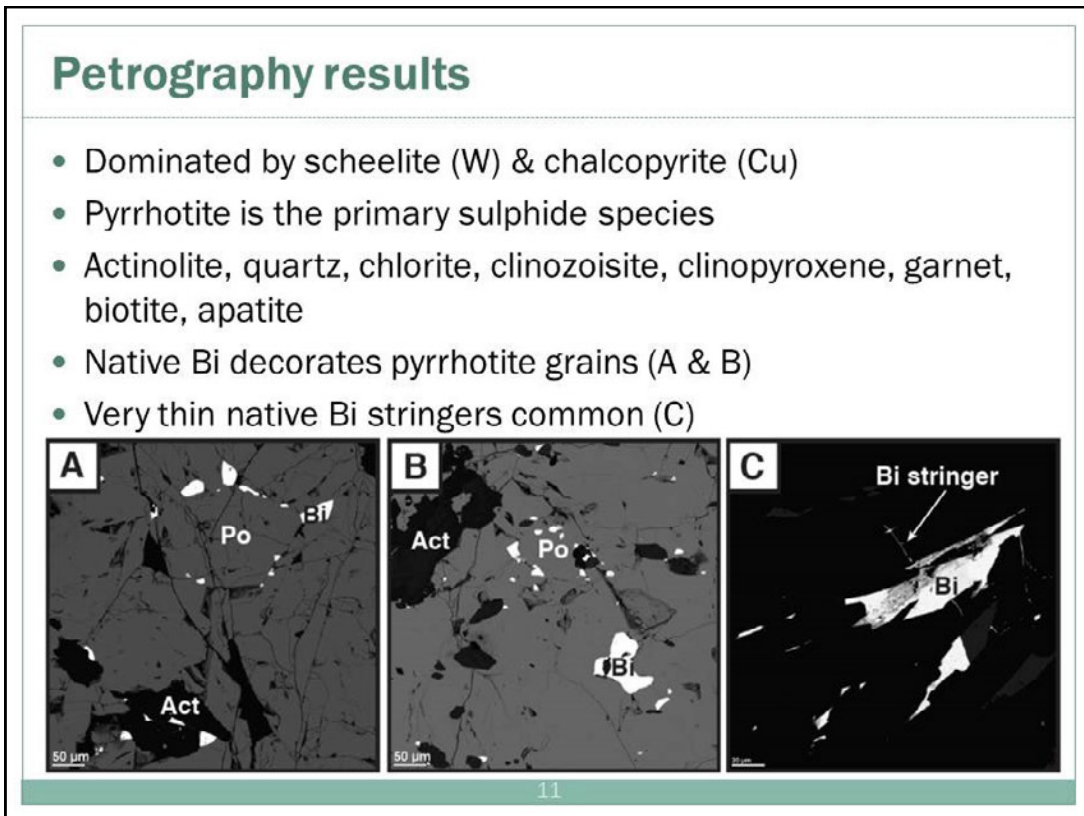 Petrography results
• Dominated by scheelite (W) & chalcopyrite (Cu)
• Pyrrhotite is the primary sulphide species
• Actinolite, quartz, chlorite, clinozoisite, clinopyroxene, garnet,
biotite, apatite
• Native Bi decorates pyrrhotite grains (A & B)
• Very thin native Bi stringers common (C)
A
Po
Bi
Act
50 µm
B
Act
Po
Bi
50 µm
C
Bi stringer
Bi
11